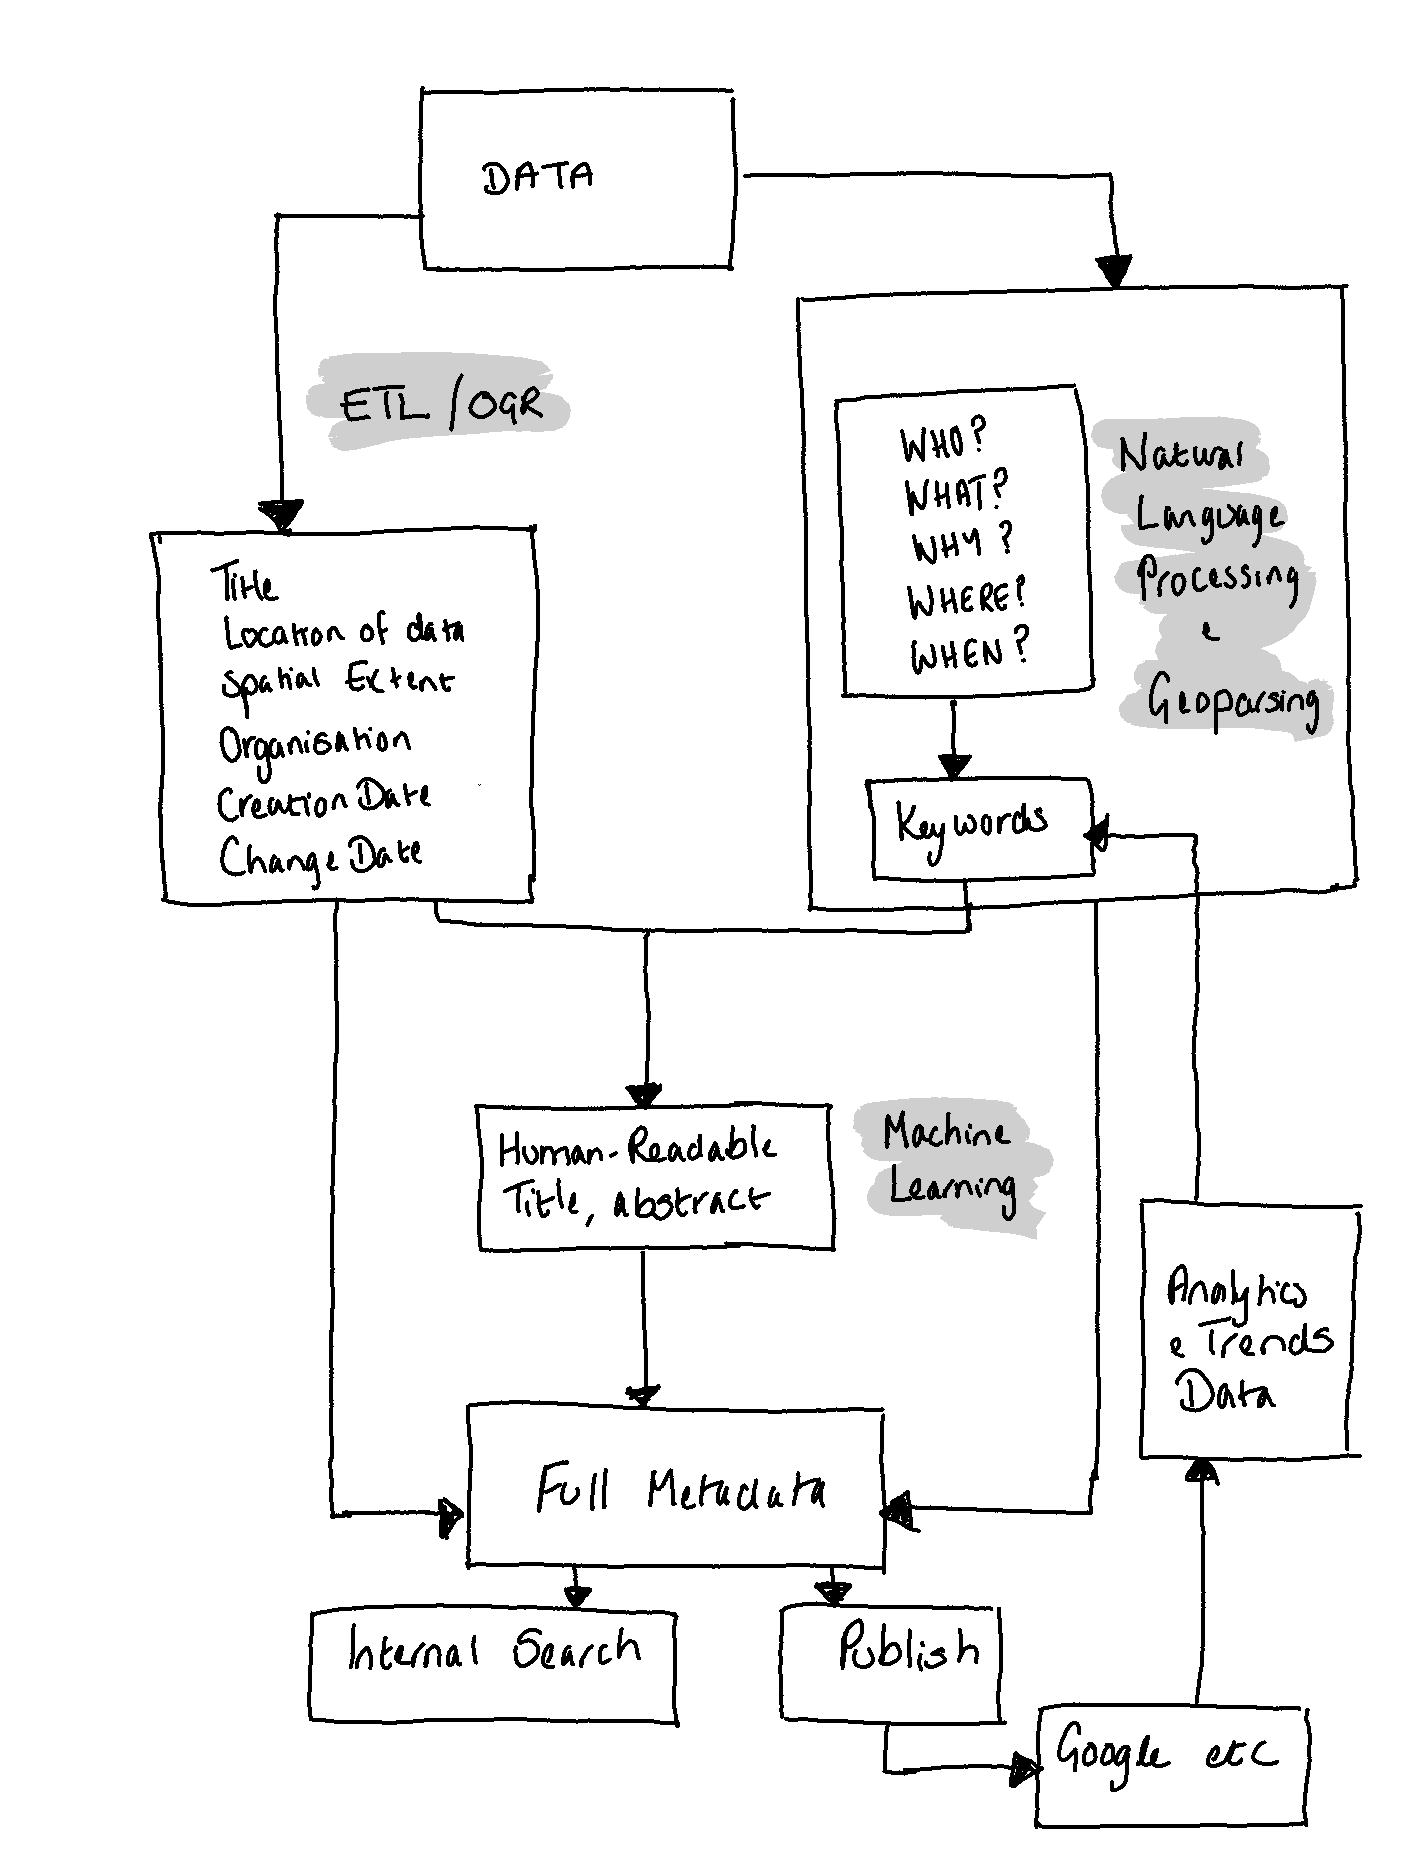 DATA
ETL / OGR
Title
Location of data
Spatial Extent
Organisation
Creation Date
Change Date
WHO?
WHAT?
WHY?
WHERE?
WHEN?
Natural
Language
Processing
e
Geoparsing
Keywords
Human-Readable
Title, abstract
Machine
Learning
Analytics
e Trends
Data
Full Metadata
Internal Search
Publish
Google etc